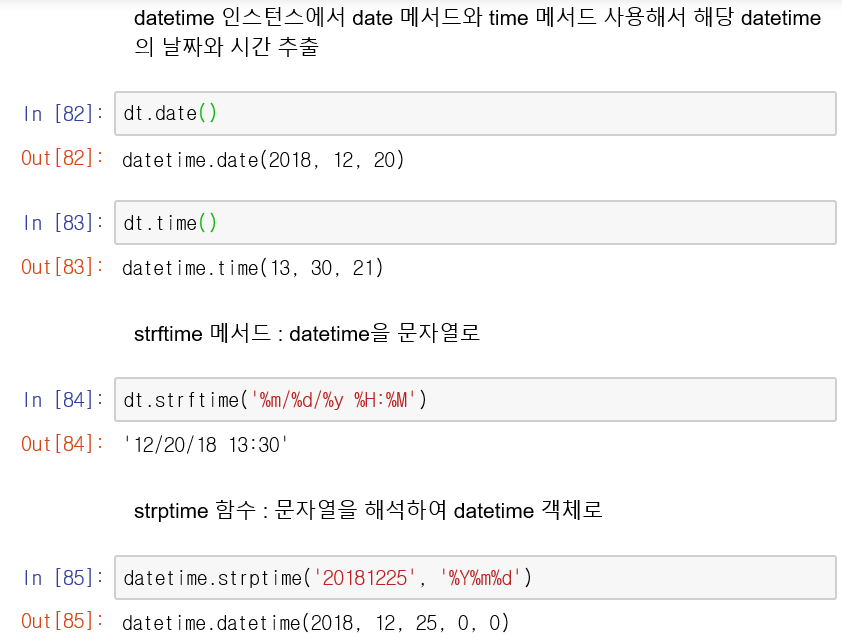 datetime 인스턴스에서 date 메서드와 time 메서드 사용해서 해당 datetime
의 날짜와 시간 추출
In [82]: dt.date()
Out[82]: datetime.date(2018, 12, 20)
In [83]: dt.time()
Out[83]: datetime.time(13, 30, 21)
strftime 메서드 : datetime을 문자열로
In [84]: dt.strftime('%m/%d/%y %H:%M')
Out[84]: '12/20/18 13:30'
strptime 함수 : 문자열을 해석하여 datetime 객체로
In [85]: datetime.strptime('20181225', '%Y%m%d')
Out[85]: datetime.datetime(2018, 12, 25, 0, 0)